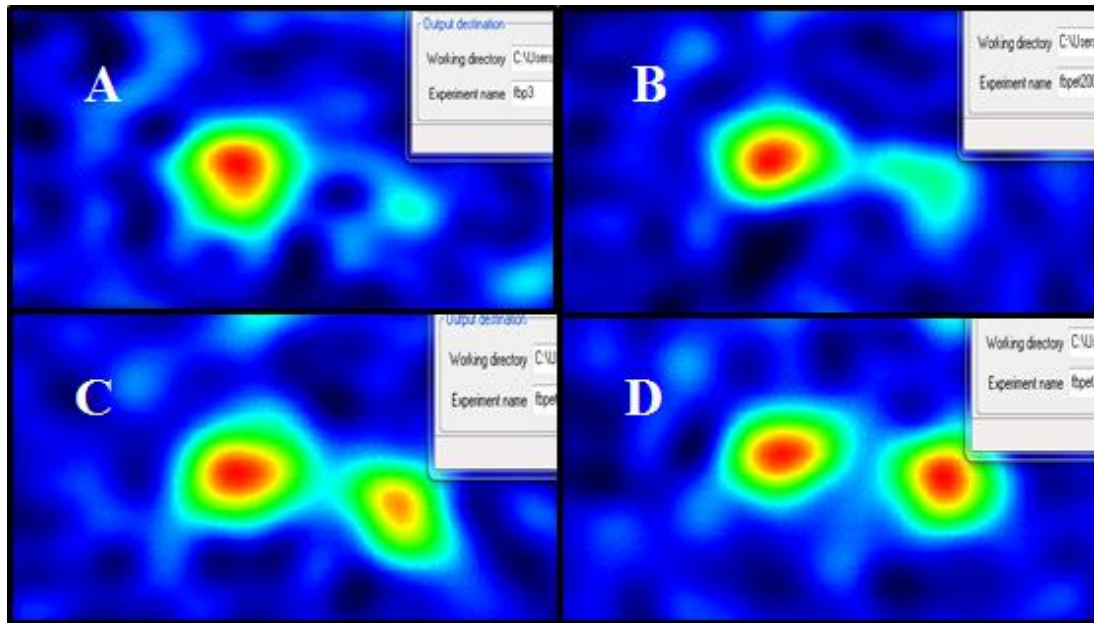 A
Output destination
Working directory C:\Users
Experiment name fbp3
B
Working directory C:\User
Experiment name fbpet200
C
Output destination
Working directory C:\U
Experiment name fbpet
D
Working directory C:\U
Experiment name fbpet